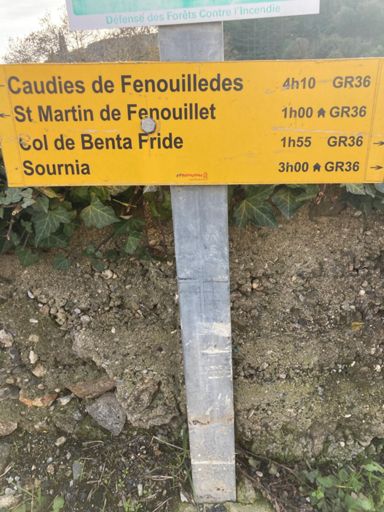 Défense des Forêts Contre l'Incendie
Caudies de Fenouilledes 4h10 GR36
St Martin de Fenouillet 1h00 GR36
Col de Benta Fride 1h55 GR36
Sournia 3h00 GR36